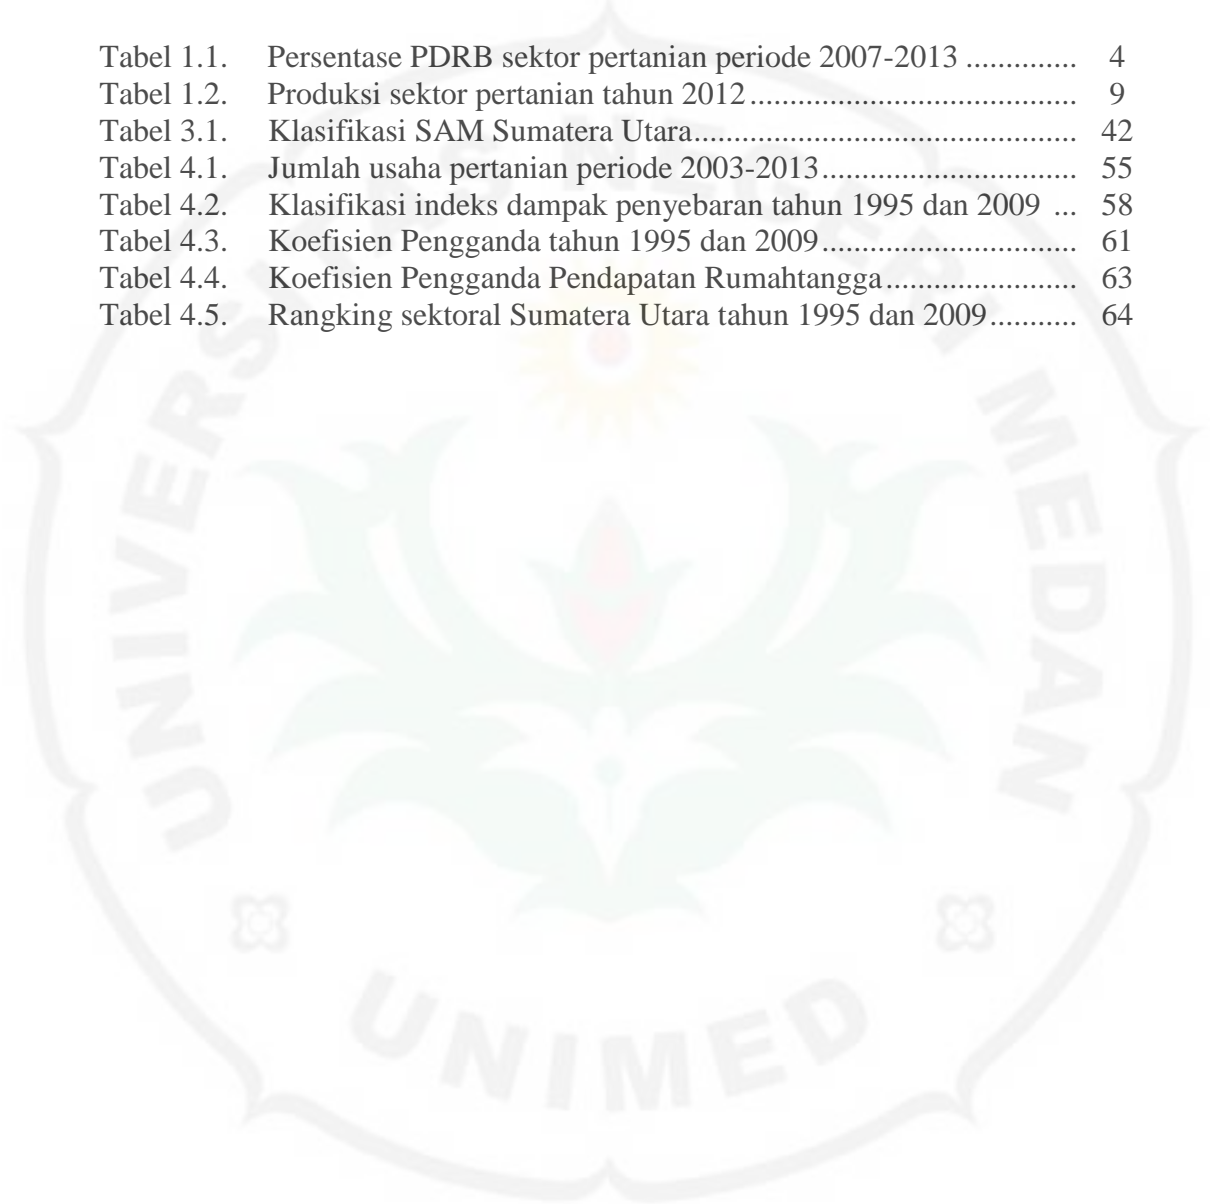 Tabel 1.1. Persentase PDRB sektor pertanian periode 2007-2013 .............. 4
Tabel 1.2. Produksi sektor pertanian tahun 2012......................................... 9
Tabel 3.1. Klasifikasi SAM Sumatera Utara................................................ 42
Tabel 4.1. Jumlah usaha pertanian periode 2003-2013................................ 55
Tabel 4.2. Klasifikasi indeks dampak penyebaran tahun 1995 dan 2009 ... 58
Tabel 4.3. Koefisien Pengganda tahun 1995 dan 2009................................ 61
Tabel 4.4. Koefisien Pengganda Pendapatan Rumahtangga........................ 63
Tabel 4.5. Rangking sektoral Sumatera Utara tahun 1995 dan 2009........... 64
UNIVERSITAS NEGERI MEDAN
UNIMED